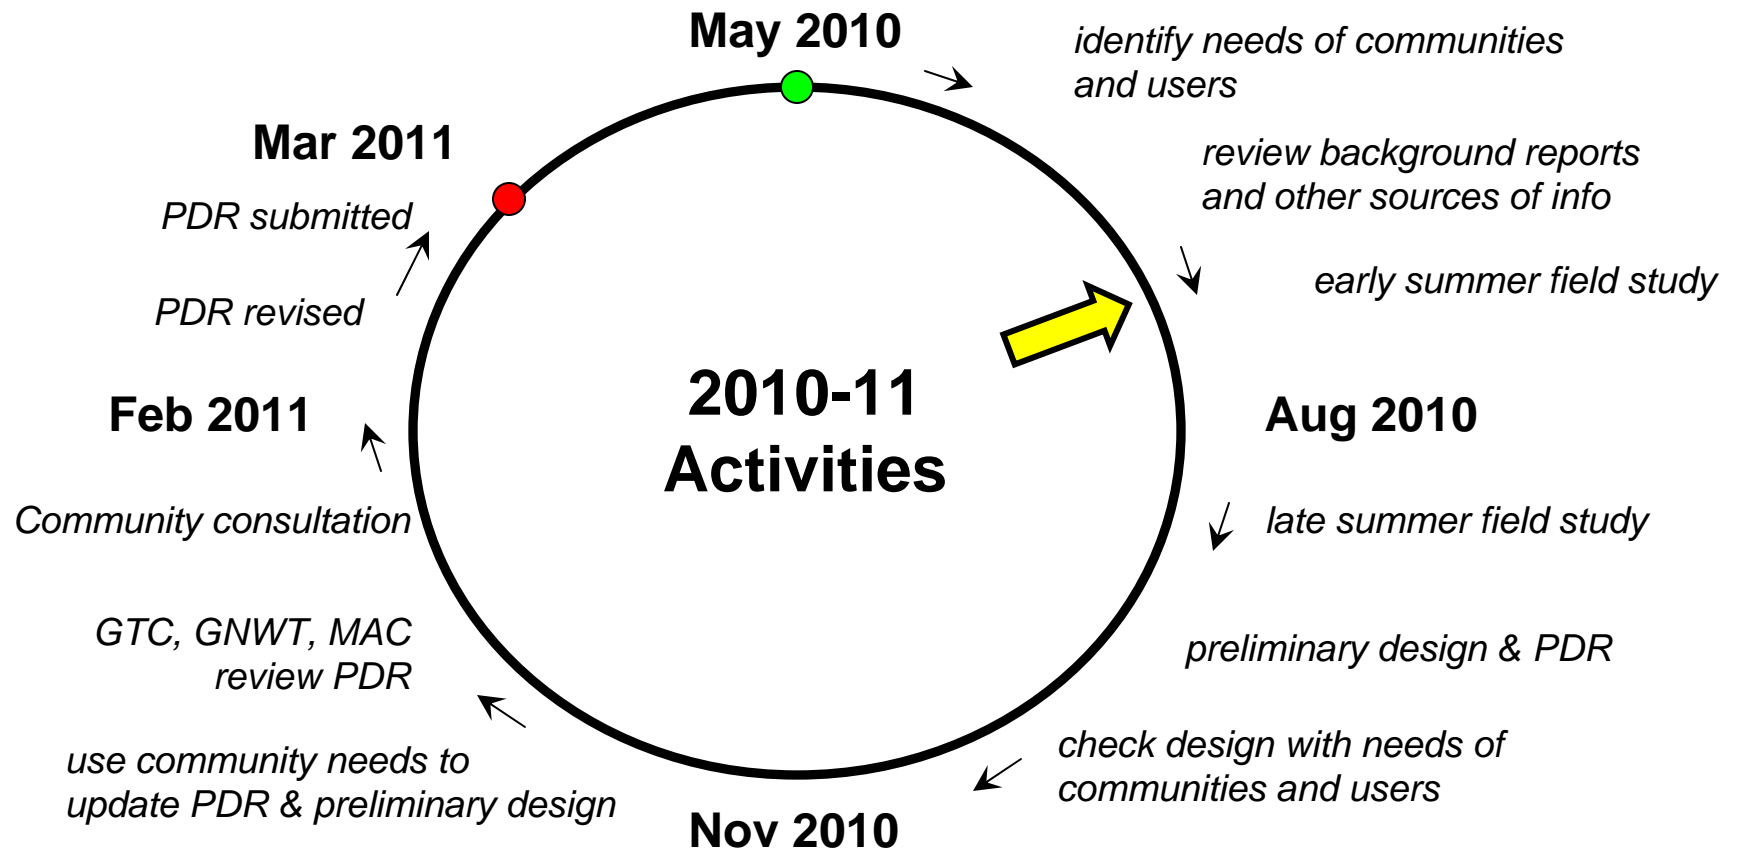 May 2010
identify needs of communities
and users
review background reports
and other sources of info
early summer field study
Aug 2010
late summer field study
preliminary design & PDR
check design with needs of
communities and users
Nov 2010
use community needs to
update PDR & preliminary design
GTC, GNWT, MAC
review PDR
Community consultation
Feb 2011
PDR revised
PDR submitted
Mar 2011
2010-11
Activities